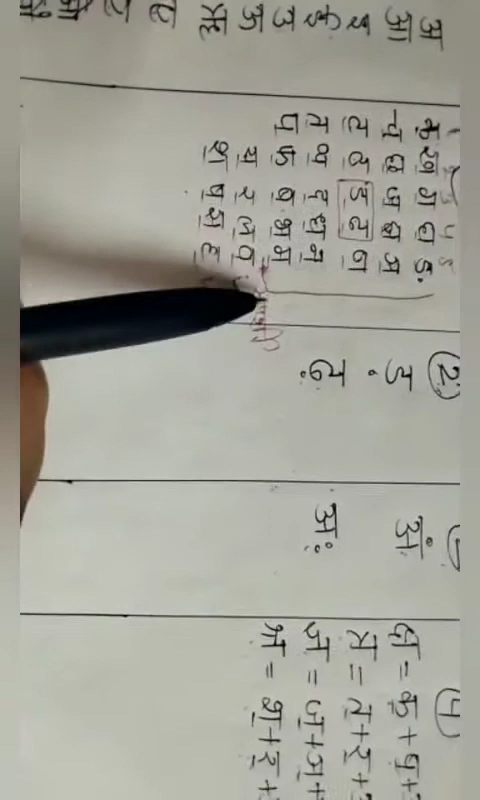 अ आ इ ई उ ऊ ऋ ए
क ख ग घ ङ
च छ ज झ ञ
ट ठ ड ढ ण
त थ द ध न
प फ ब भ म
य र ल व
श ष स ह
②
ड़ ढ़
अं
अः
④
क्ष = क् + ष् +
त्र = त् + र् +
ज्ञ = ज् + ञ् +
श्र = श् + र् +